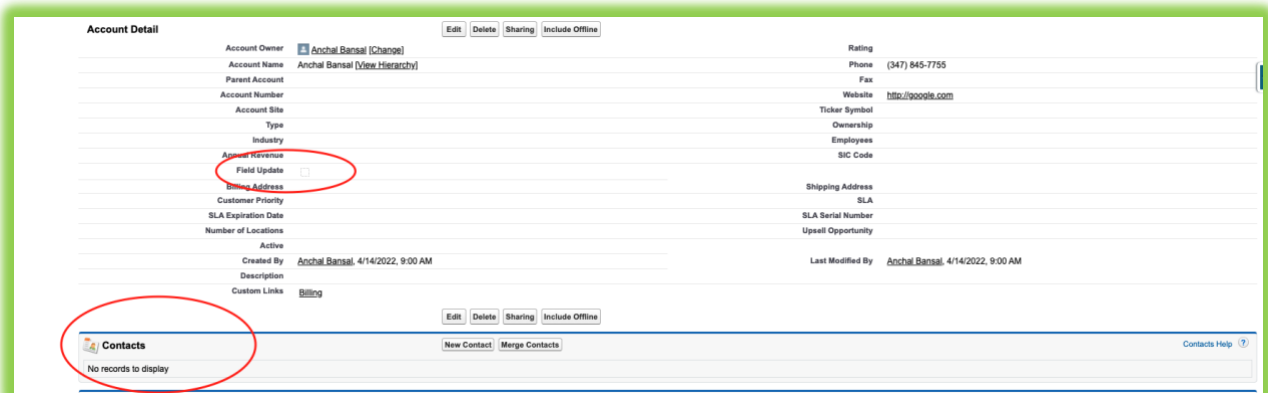 Account Detail Edit Delete Sharing Include Offline
Account Owner Anchal Bansal [Change] Rating
Account Name Anchal Bansal [View Hierarchy] Phone (347) 845-7755
Parent Account Fax
Account Number Website http://google.com
Account Site Ticker Symbol
Type Ownership
Industry Employees
Annual Revenue SIC Code
Field Update
Billing Address Shipping Address
Customer Priority SLA
SLA Expiration Date SLA Serial Number
Number of Locations Upsell Opportunity
Active
Created By Anchal Bansal, 4/14/2022, 9:00 AM Last Modified By Anchal Bansal, 4/14/2022, 9:00 AM
Description
Custom Links Billing
Edit Delete Sharing Include Offline
Contacts New Contact Merge Contacts Contacts Help ?
No records to display